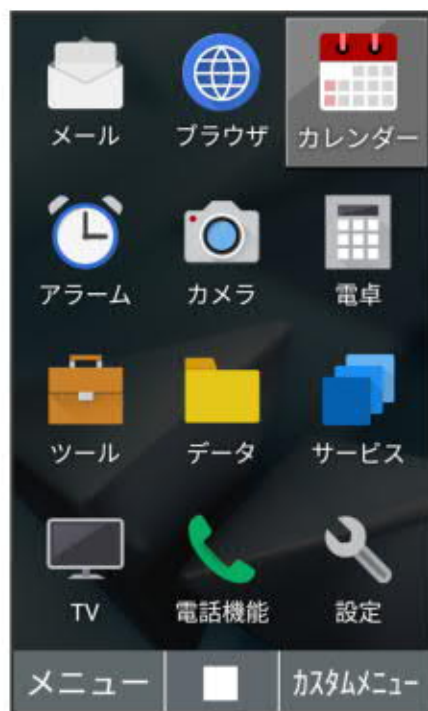 メール
ブラウザ
カレンダー
アラーム
カメラ
電卓
ツール
データ
サービス
TV
電話機能
設定
メニュー
ｶｽﾀﾑﾒﾆｭｰ